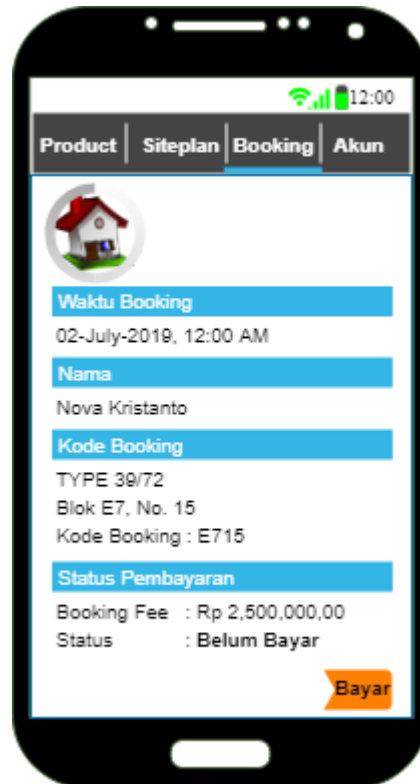 12:00
Product Siteplan Booking Akun
Waktu Booking
02-July-2019, 12:00 AM
Nama
Nova Kristanto
Kode Booking
TYPE 39/72
Blok E7, No. 15
Kode Booking : E715
Status Pembayaran
Booking Fee : Rp 2,500,000,00
Status : Belum Bayar
Bayar